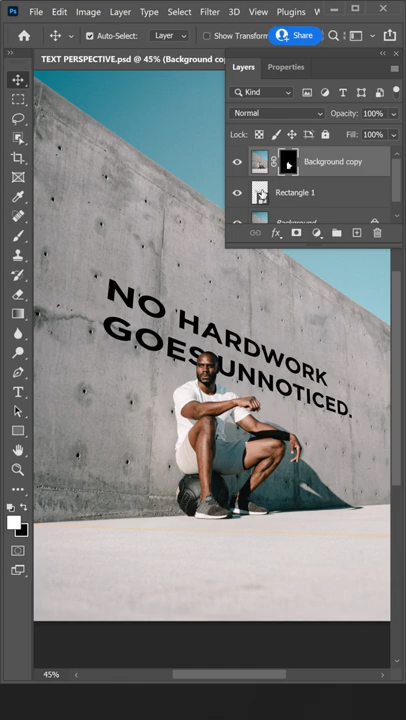 Ps File Edit Image Layer Type Select Filter 3D View Plugins W
Auto-Select: Layer Show Transform Share
TEXT PERSPECTIVE.psd @ 45% (Background co
Layers Properties
Kind
Normal Opacity: 100%
Lock: Fill: 100%
Background copy
Rectangle 1
Background
fx
NO HARDWORK
GOES UNNOTICED.
T
45%